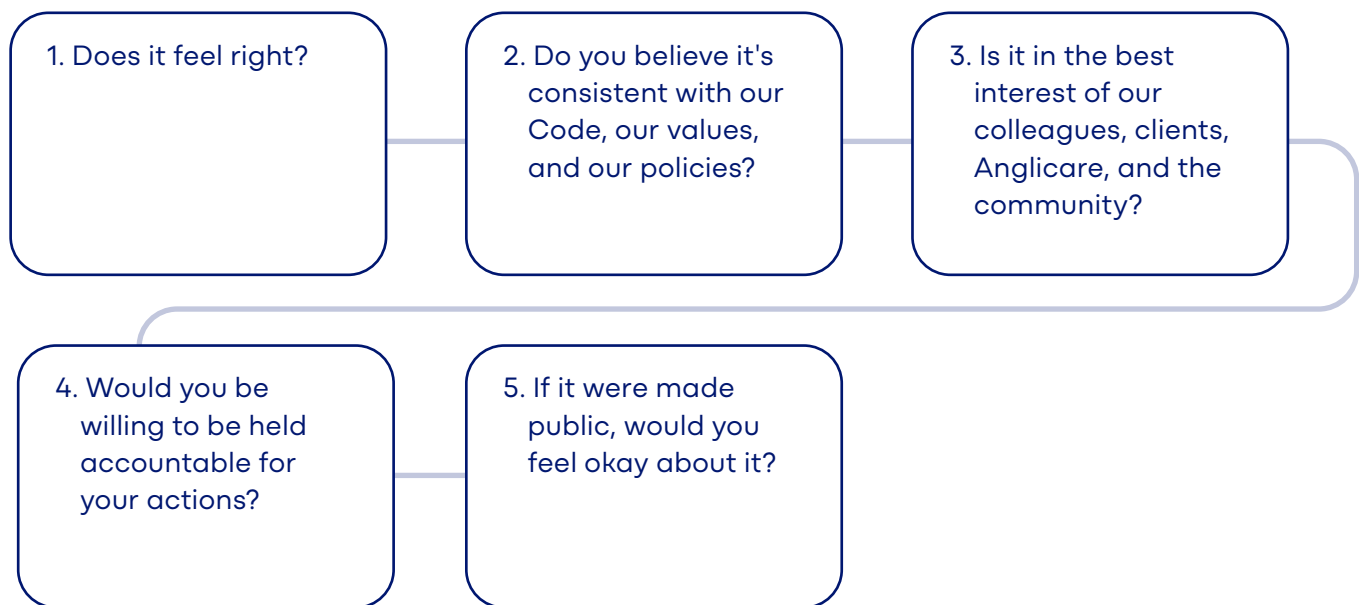 1. Does it feel right?
2. Do you believe it's
consistent with our
Code, our values,
and our policies?
3. Is it in the best
interest of our
colleagues, clients,
Anglicare, and the
community?
4. Would you be
willing to be held
accountable for
your actions?
5. If it were made
public, would you
feel okay about it?